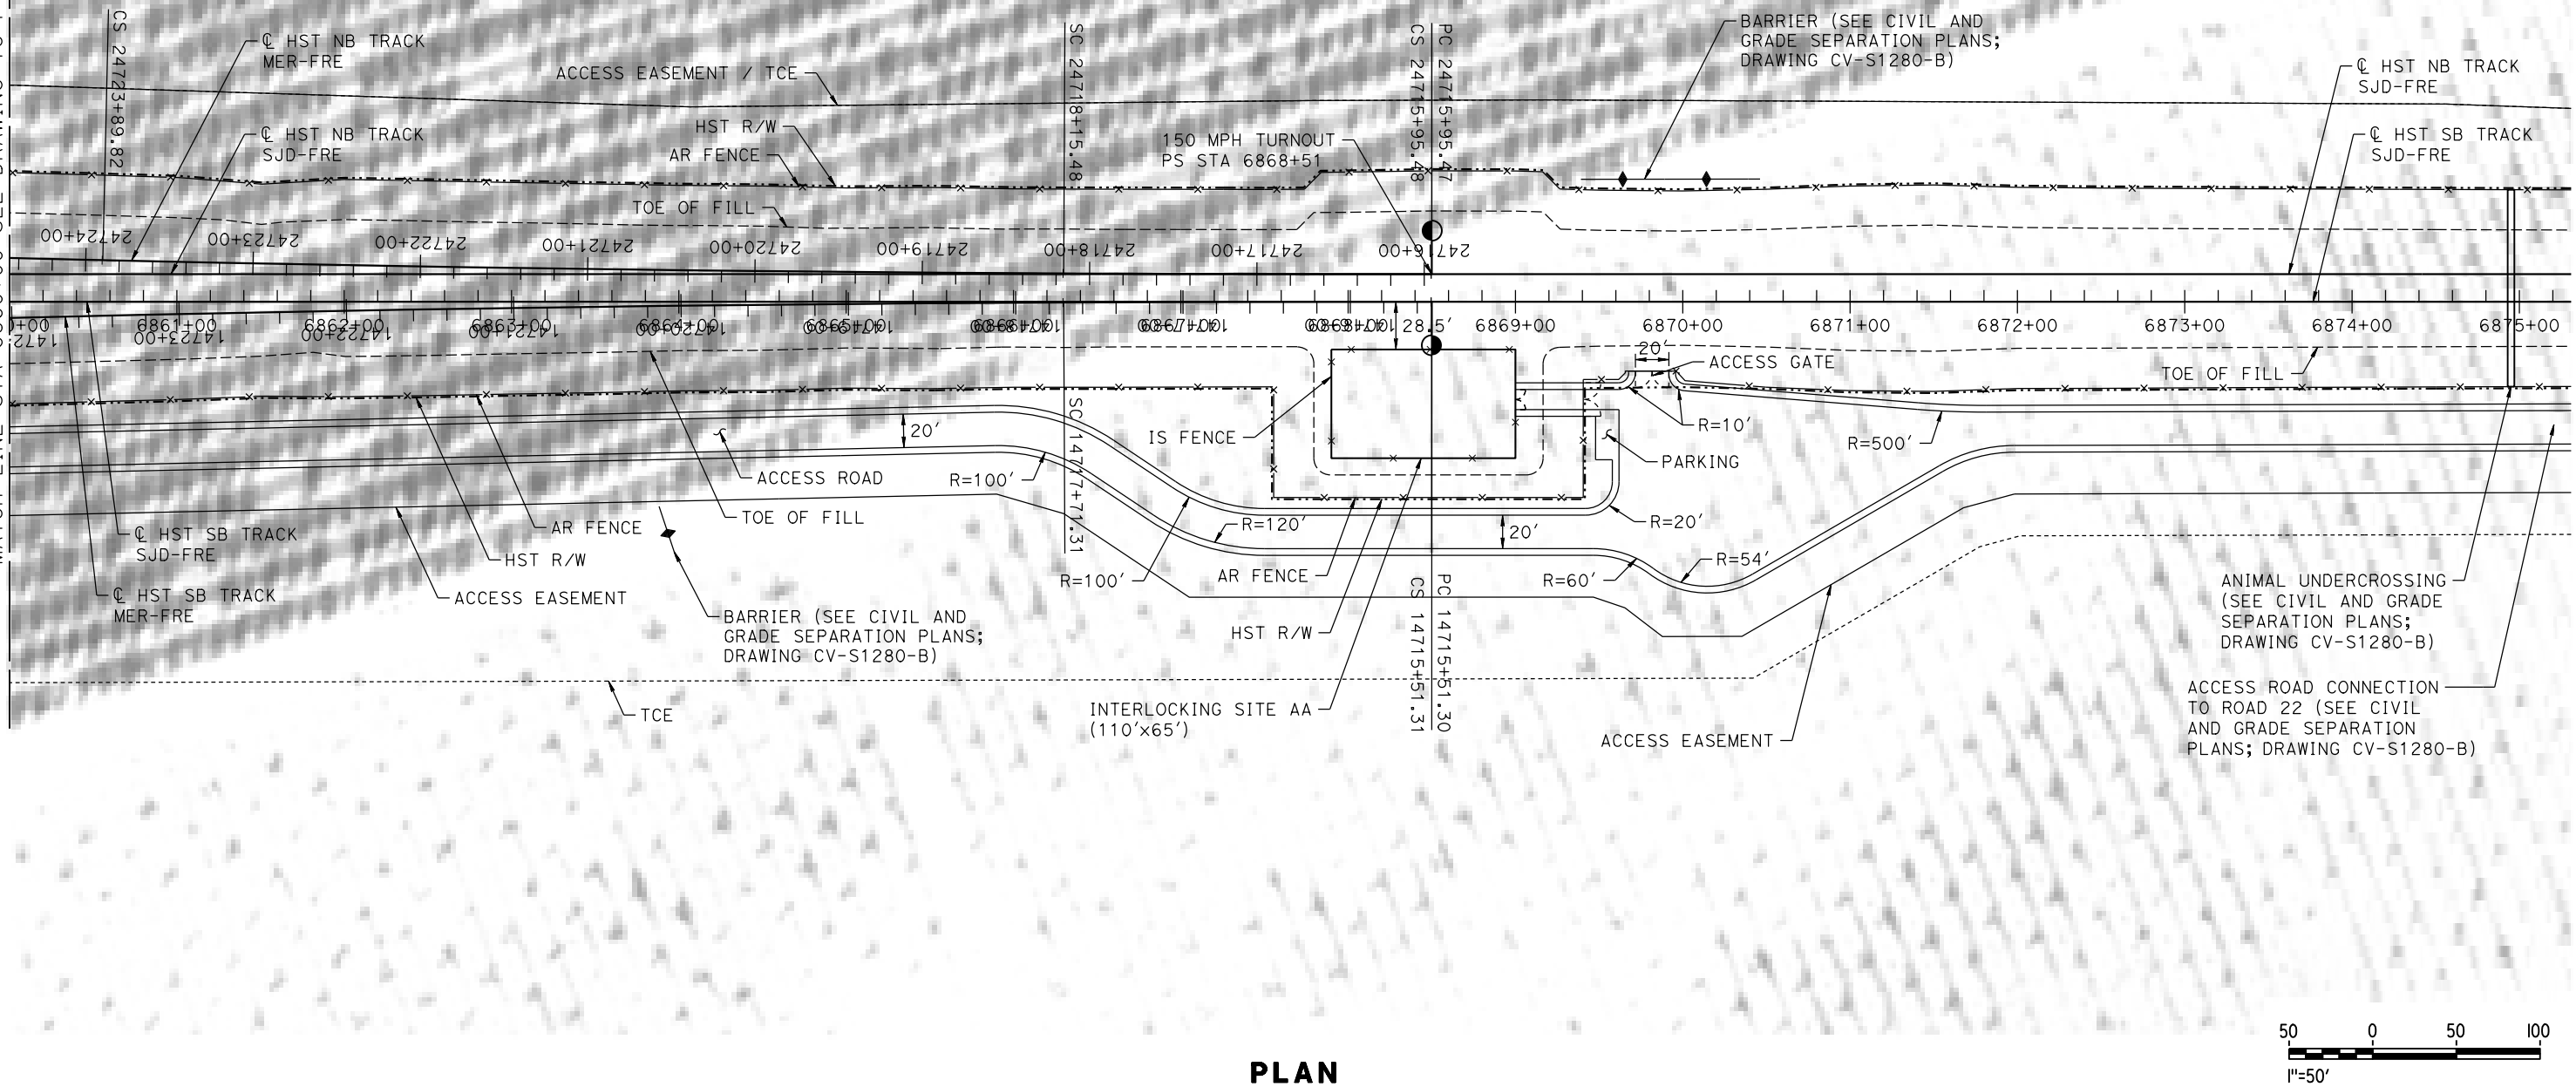 CS 24723+89.82
℄ HST NB TRACK
MER-FRE
℄ HST NB TRACK
SJD-FRE
ACCESS EASEMENT / TCE
HST R/W
AR FENCE
TOE OF FILL
SC 24718+15.48
150 MPH TURNOUT
PS STA 6868+51
CS 24715+95.48
PC 24715+95.47
BARRIER (SEE CIVIL AND
GRADE SEPARATION PLANS;
DRAWING CV-S1280-B)
℄ HST NB TRACK
SJD-FRE
℄ HST SB TRACK
SJD-FRE
24724+00
24723+00
24722+00
24721+00
24720+00
24719+00
24718+00
24717+00
24716+00
6861+00
6862+00
6863+00
6864+00
6865+00
28.5'
6869+00
6870+00
6871+00
6872+00
6873+00
6874+00
6875+00
14723+00
14722+00
14721+00
14720+00
14719+00
20'
ACCESS GATE
TOE OF FILL
IS FENCE
R=10'
R=500'
PARKING
20'
ACCESS ROAD
R=100'
SC 14717+71.31
TOE OF FILL
AR FENCE
HST R/W
ACCESS EASEMENT
℄ HST SB TRACK
SJD-FRE
℄ HST SB TRACK
MER-FRE
R=120'
R=100'
AR FENCE
HST R/W
20'
R=20'
R=60'
R=54'
CS 14715+51.31
PC 14715+51.30
BARRIER (SEE CIVIL AND
GRADE SEPARATION PLANS;
DRAWING CV-S1280-B)
TCE
INTERLOCKING SITE AA
(110'x65')
ACCESS EASEMENT
ANIMAL UNDERCROSSING
(SEE CIVIL AND GRADE
SEPARATION PLANS;
DRAWING CV-S1280-B)
ACCESS ROAD CONNECTION
TO ROAD 22 (SEE CIVIL
AND GRADE SEPARATION
PLANS; DRAWING CV-S1280-B)
PLAN
50 0 50 100
1"=50'